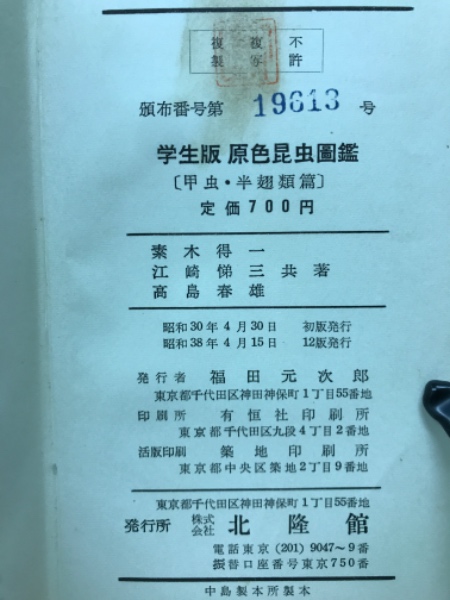 不許
複写
複製
頒布番号第 19613 号
学生版 原色昆虫圖鑑
〔甲虫・半翅類篇〕
定価700円
素木得一
江崎悌三共著
高島春雄
昭和30年4月30日 初版発行
昭和38年4月15日 12版発行
発行者 福田元次郎
東京都千代田区神田神保町1丁目55番地
印刷所 有恒社印刷所
東京都千代田区九段4丁目2番地
活版印刷 築地印刷所
東京都中央区築地2丁目9番地
東京都千代田区神田神保町1丁目55番地
発行所 株式会社 北隆館
電話東京(201)9047～9番
振替口座番号東京750番
中島製本所製本